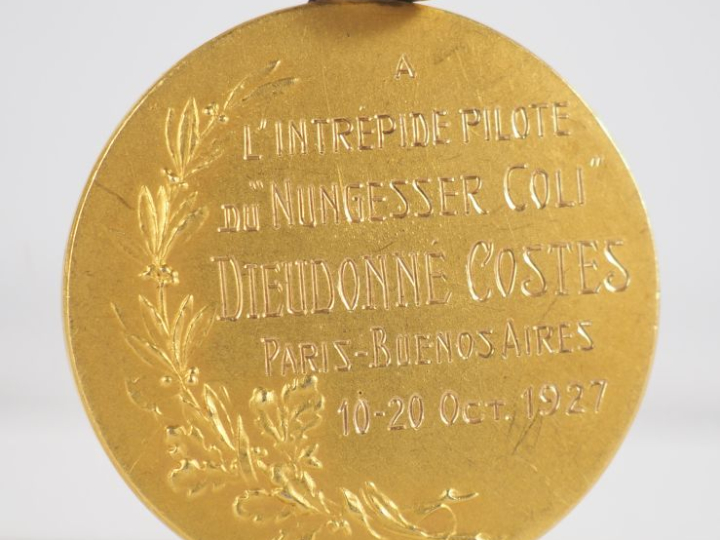 A
L'INTRÉPIDE PILOTE
DU "NUNGESSER COLI"
DIEUDONNÉ COSTES
PARIS-BUENOS AIRES
10-20 OCT. 1927